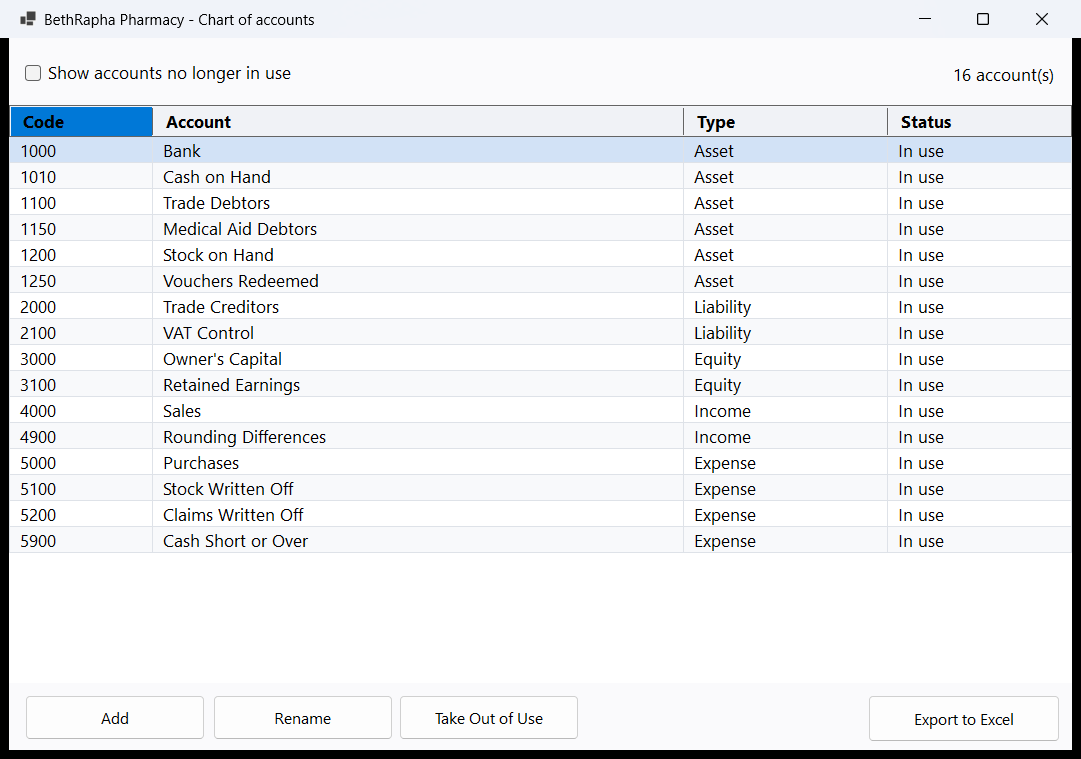 BethRapha Pharmacy - Chart of accounts
Show accounts no longer in use 16 account(s)
Code Account Type Status
1000 Bank Asset In use
1010 Cash on Hand Asset In use
1100 Trade Debtors Asset In use
1150 Medical Aid Debtors Asset In use
1200 Stock on Hand Asset In use
1250 Vouchers Redeemed Asset In use
2000 Trade Creditors Liability In use
2100 VAT Control Liability In use
3000 Owner's Capital Equity In use
3100 Retained Earnings Equity In use
4000 Sales Income In use
4900 Rounding Differences Income In use
5000 Purchases Expense In use
5100 Stock Written Off Expense In use
5200 Claims Written Off Expense In use
5900 Cash Short or Over Expense In use
Add Rename Take Out of Use Export to Excel